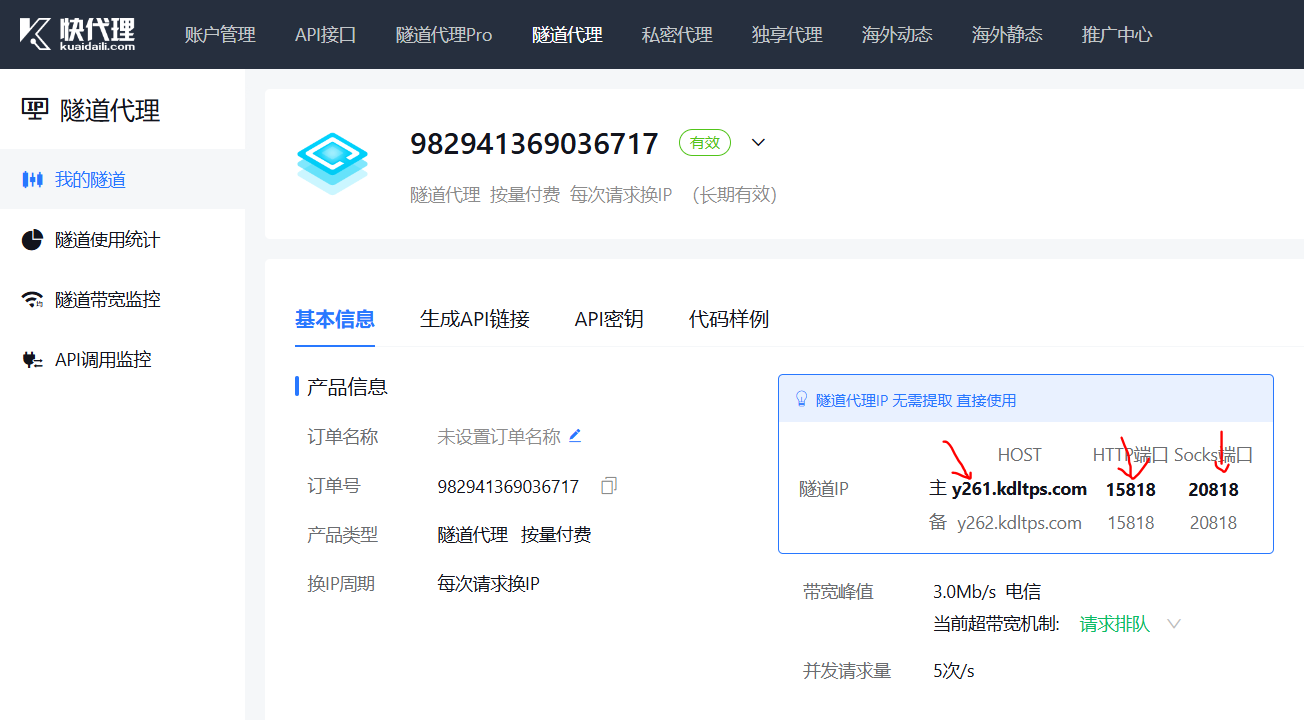 快代理
kuaidaili.com
账户管理 API接口 隧道代理Pro 隧道代理 私密代理 独享代理 海外动态 海外静态 推广中心
IP 隧道代理
我的隧道
隧道使用统计
隧道带宽监控
API调用监控
982941369036717 有效
隧道代理 按量付费 每次请求换IP （长期有效）
基本信息 生成API链接 API密钥 代码样例
产品信息
订单名称 未设置订单名称
订单号 982941369036717
产品类型 隧道代理 按量付费
换IP周期 每次请求换IP
隧道代理IP 无需提取 直接使用
HOST HTTP端口 Socks端口
隧道IP 主 y261.kdltps.com 15818 20818
备 y262.kdltps.com 15818 20818
带宽峰值 3.0Mb/s 电信
当前超带宽机制: 请求排队
并发请求量 5次/s